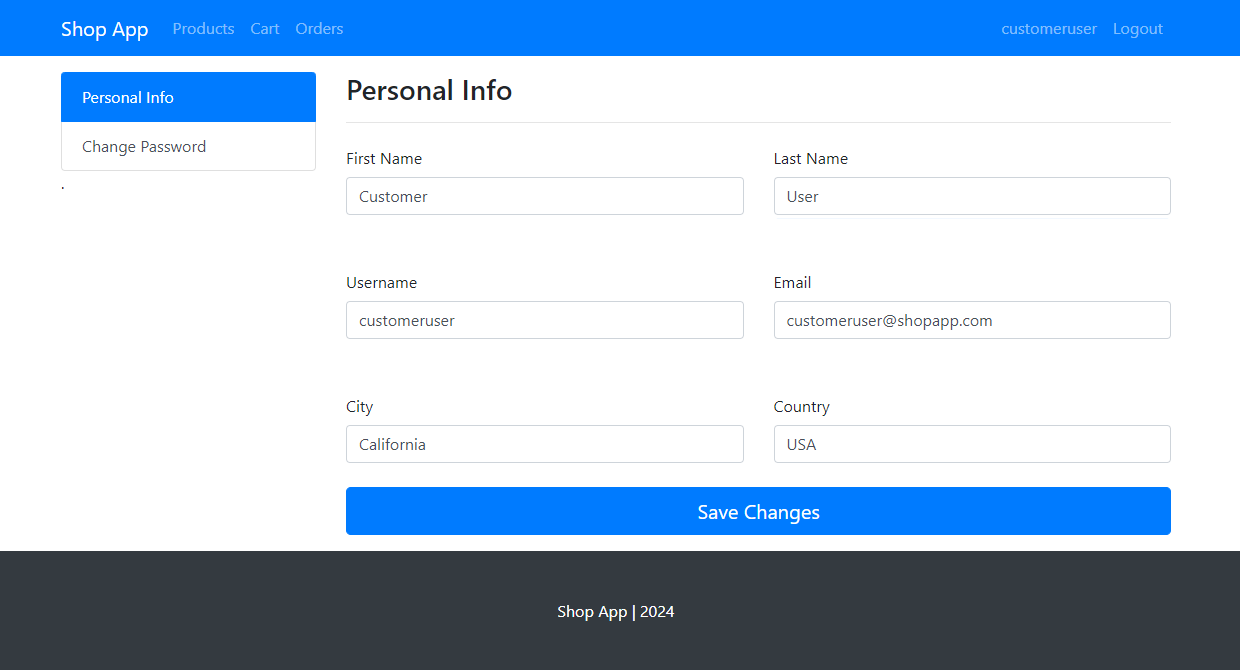 Shop App Products Cart Orders customeruser Logout
Personal Info
Change Password
.
Personal Info
First Name Last Name
Customer User
Username Email
customeruser customeruser@shopapp.com
City Country
California USA
Save Changes
Shop App | 2024